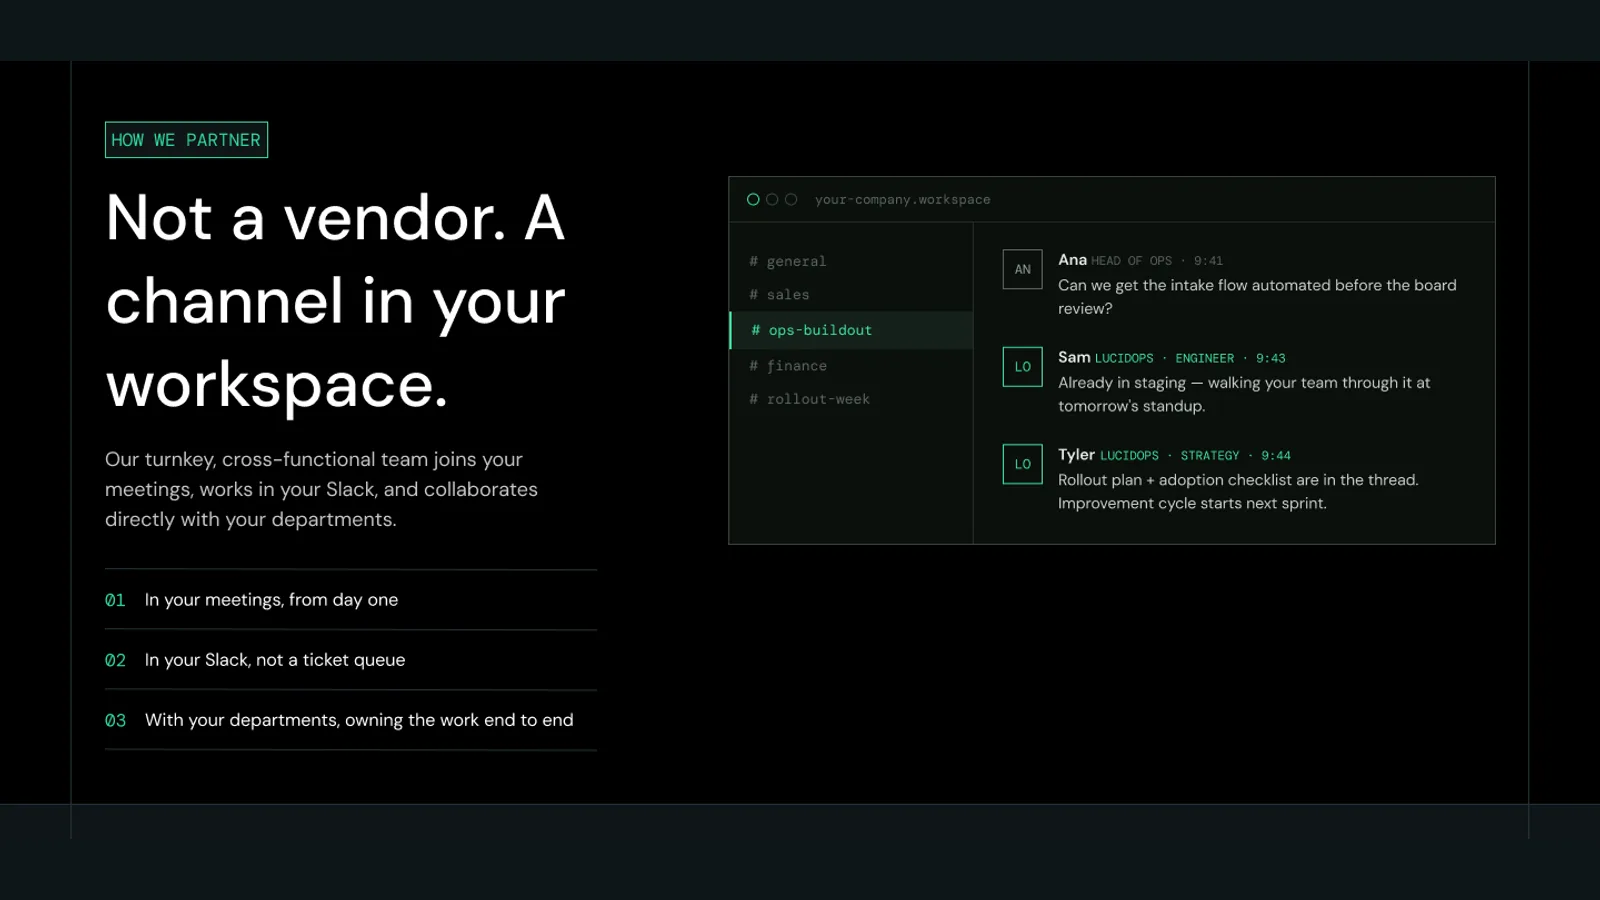 HOW WE PARTNER
Not a vendor. A
channel in your
workspace.
Our turnkey, cross-functional team joins your
meetings, works in your Slack, and collaborates
directly with your departments.
01 In your meetings, from day one
02 In your Slack, not a ticket queue
03 With your departments, owning the work end to end
your-company.workspace
# general
# sales
# ops-buildout
# finance
# rollout-week
AN
Ana HEAD OF OPS · 9:41
Can we get the intake flow automated before the board
review?
LO
Sam LUCIDOPS · ENGINEER · 9:43
Already in staging — walking your team through it at
tomorrow's standup.
LO
Tyler LUCIDOPS · STRATEGY · 9:44
Rollout plan + adoption checklist are in the thread.
Improvement cycle starts next sprint.